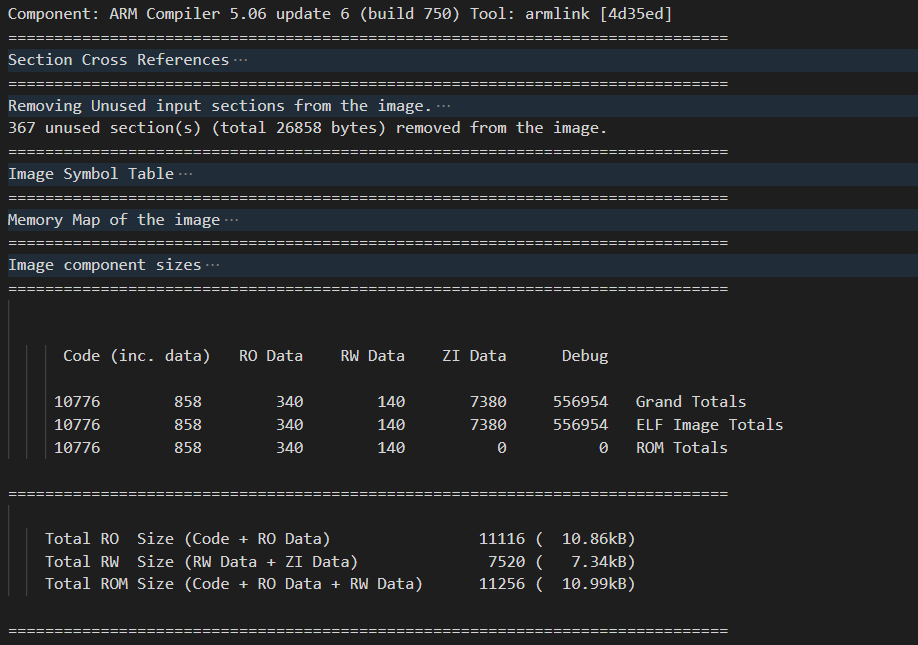 Component: ARM Compiler 5.06 update 6 (build 750) Tool: armlink [4d35ed]
==============================================================================
Section Cross References···
==============================================================================
Removing Unused input sections from the image.···
367 unused section(s) (total 26858 bytes) removed from the image.
==============================================================================
Image Symbol Table···
==============================================================================
Memory Map of the image···
==============================================================================
Image component sizes···
==============================================================================
Code (inc. data)   RO Data    RW Data    ZI Data      Debug
10776        858        340        140       7380     556954   Grand Totals
10776        858        340        140       7380     556954   ELF Image Totals
10776        858        340        140          0          0   ROM Totals
==============================================================================
Total RO  Size (Code + RO Data)                11116 (  10.86kB)
Total RW  Size (RW Data + ZI Data)              7520 (   7.34kB)
Total ROM Size (Code + RO Data + RW Data)      11256 (  10.99kB)
==============================================================================